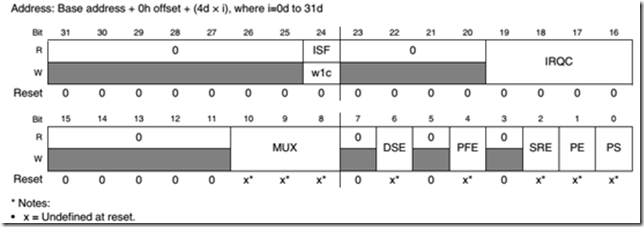 Address: Base address + 0h offset + (4d × i), where i=0d to 31d
Bit 31 30 29 28 27 26 25 24 23 22 21 20 19 18 17 16
R 0 ISF 0 IRQC
W w1c
Reset 0 0 0 0 0 0 0 0 0 0 0 0 0 0 0 0
Bit 15 14 13 12 11 10 9 8 7 6 5 4 3 2 1 0
R 0 MUX 0 DSE 0 PFE 0 SRE PE PS
W
Reset 0 0 0 0 0 x* x* x* 0 x* 0 x* 0 x* x* x*
* Notes:
• x = Undefined at reset.